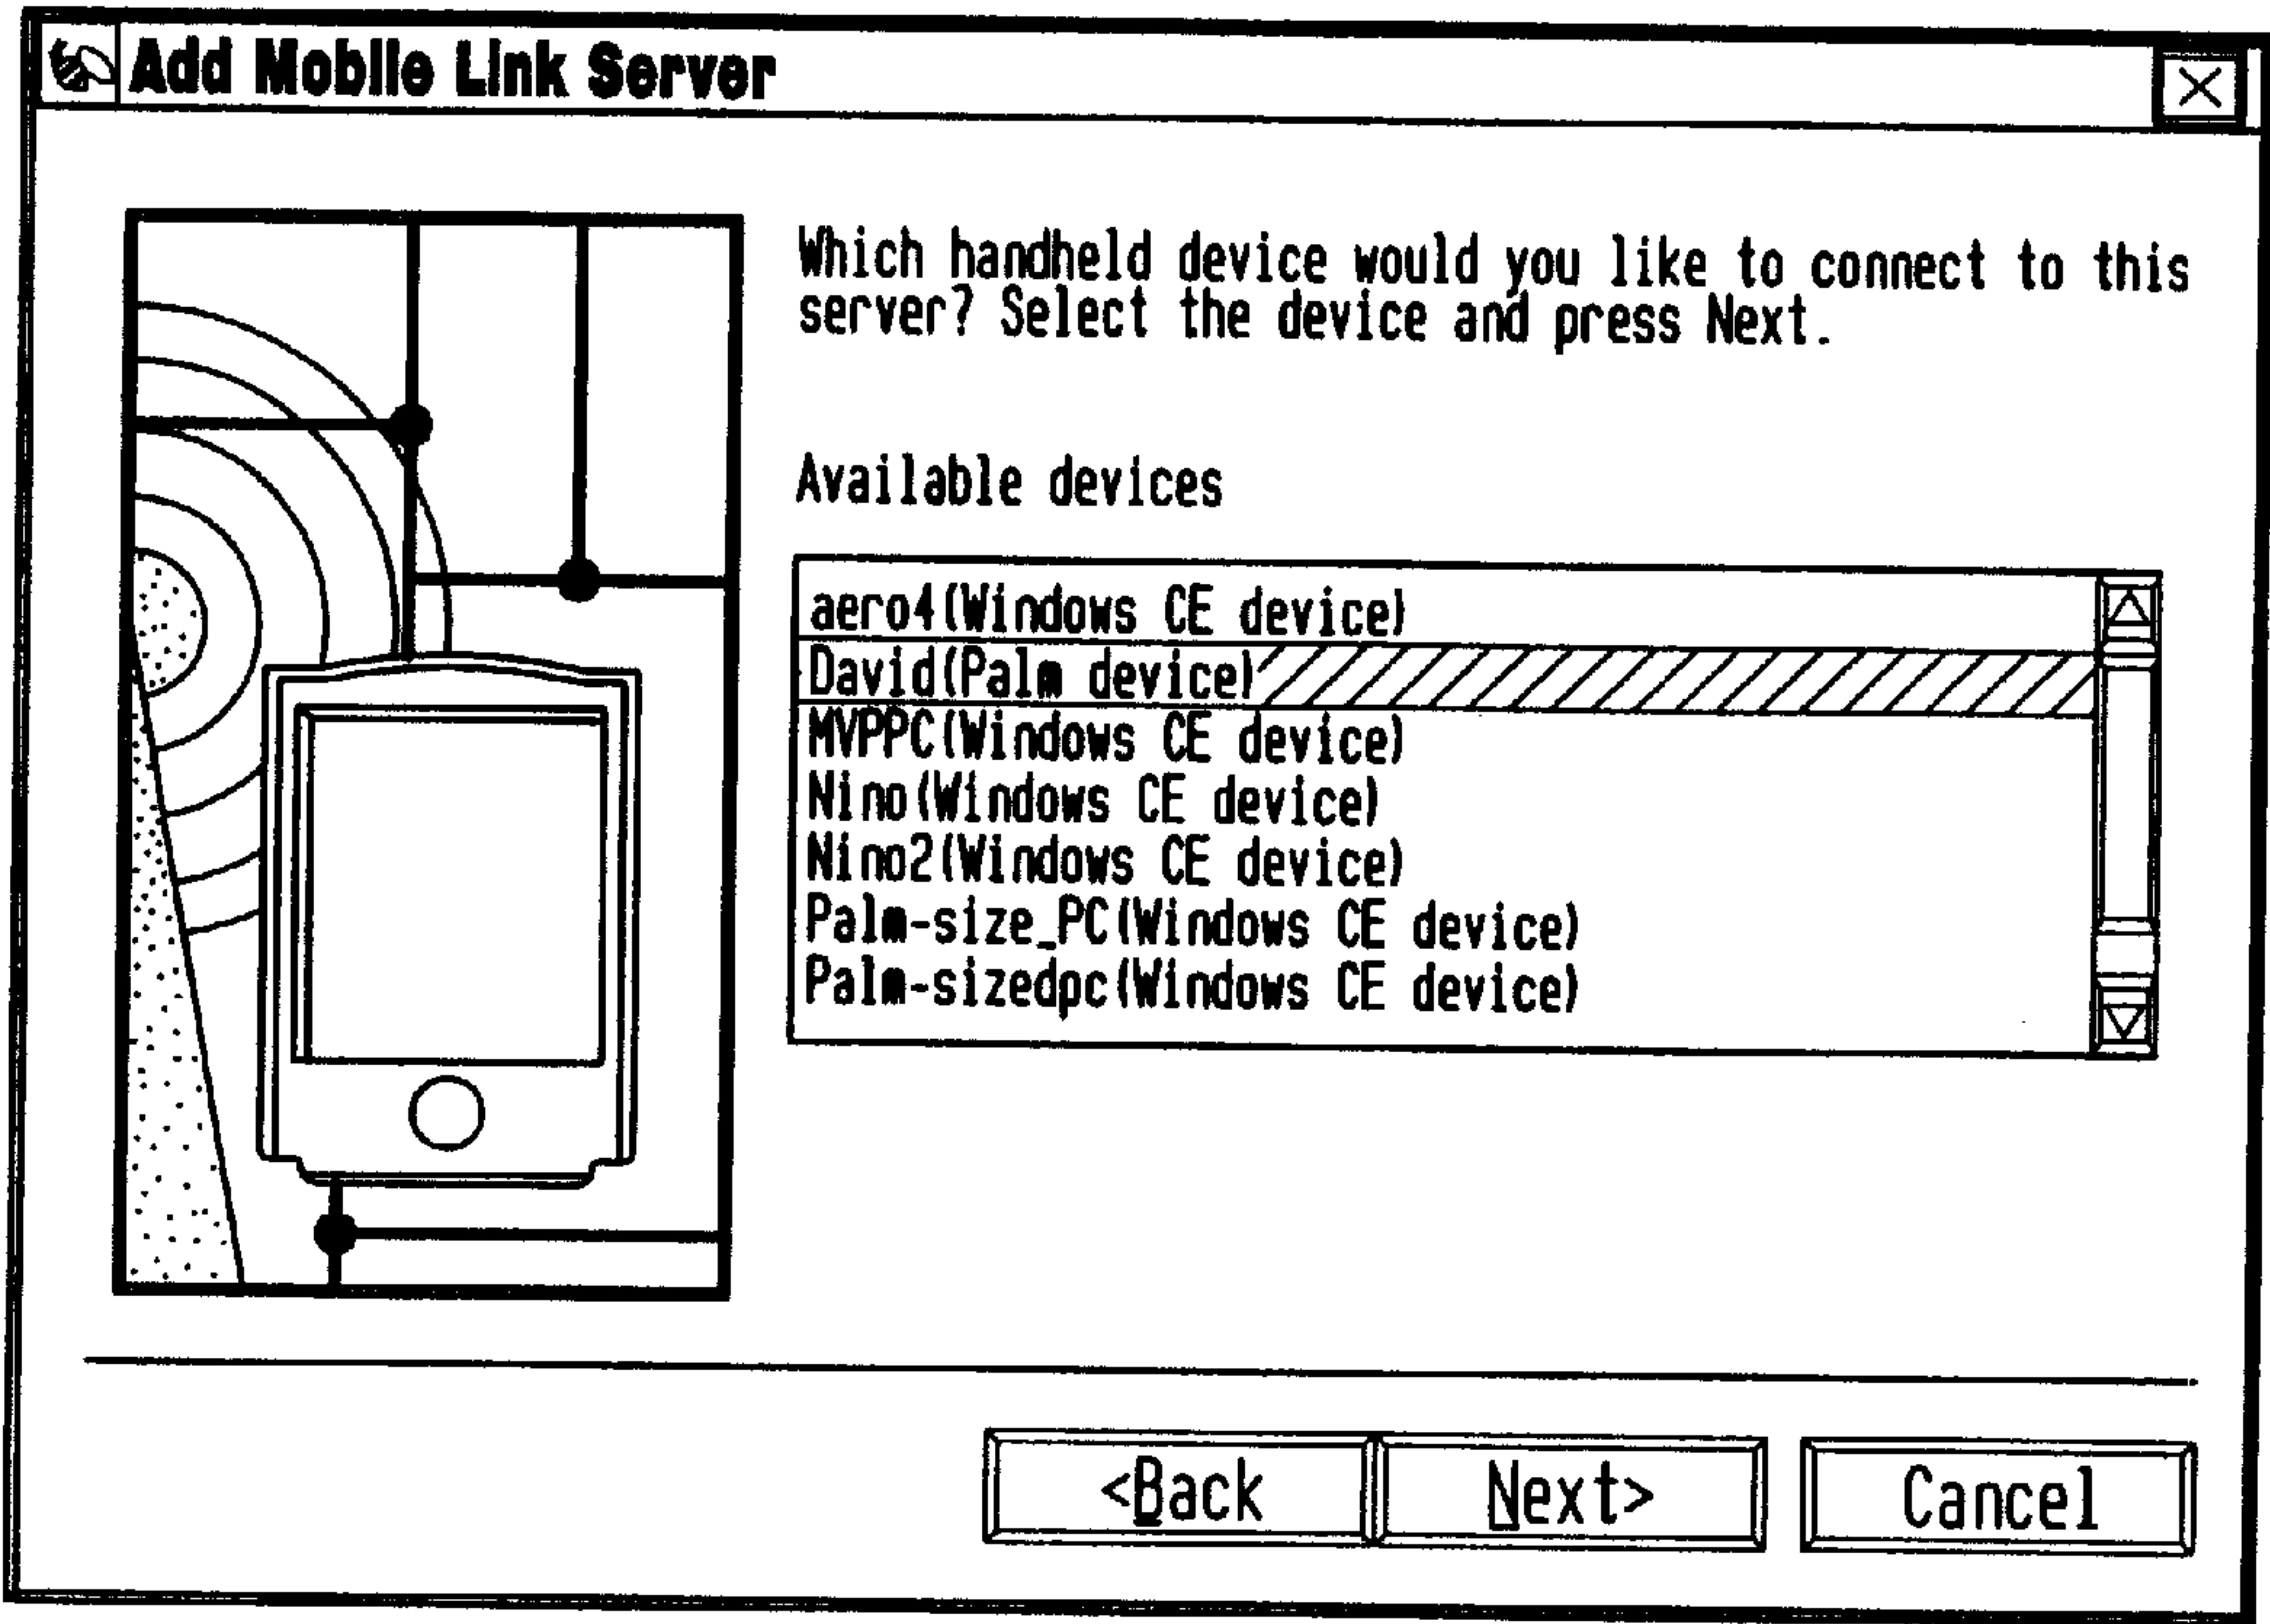 Add Mobile Link Server
Which handheld device would you like to connect to this
server? Select the device and press Next.
Available devices
aero4(Windows CE device)
David(Palm device)
MVPPC(Windows CE device)
Nino(Windows CE device)
Nino2(Windows CE device)
Palm-size_PC(Windows CE device)
Palm-sizedpc(Windows CE device)
<Back
Next>
Cancel